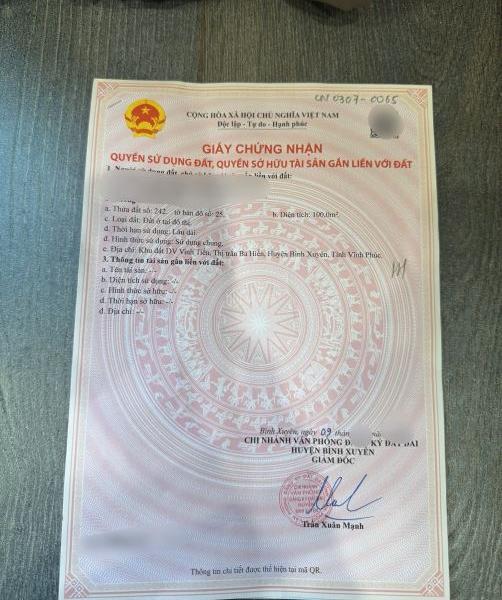 CN 0307-0065
CỘNG HÒA XÃ HỘI CHỦ NGHĨA VIỆT NAM
Độc lập - Tự do - Hạnh phúc
GIẤY CHỨNG NHẬN
QUYỀN SỬ DỤNG ĐẤT, QUYỀN SỞ HỮU TÀI SẢN GẮN LIỀN VỚI ĐẤT
liền với đất:
a. Thửa đất số: 242, tờ bản đồ số: 28, b. Diện tích: 100,0m²,
c. Loại đất: Đất ở tại đô thị,
d. Thời hạn sử dụng: Lâu dài
đ. Hình thức sử dụng: Sử dụng chung,
e. Địa chỉ: Khu đất DV Vinh Tiến, Thị trấn Bá Hiến, Huyện Bình Xuyên, Tỉnh Vĩnh Phúc.
3. Thông tin tài sản gắn liền với đất:
a. Tên tài sản: -/-
b. Diện tích sử dụng: -/-
c. Hình thức sở hữu: -/-
d. Thời hạn sở hữu: -/-
đ. Địa chỉ: -/-
Bình Xuyên, ngày 09
CHI NHÁNH VĂN PHÒNG KÝ ĐẤT ĐAI
HUYỆN BÌNH XUYÊN
GIÁM ĐỐC
Trần Xuân Mạnh
Thông tin chi tiết được thể hiện tại mã QR.